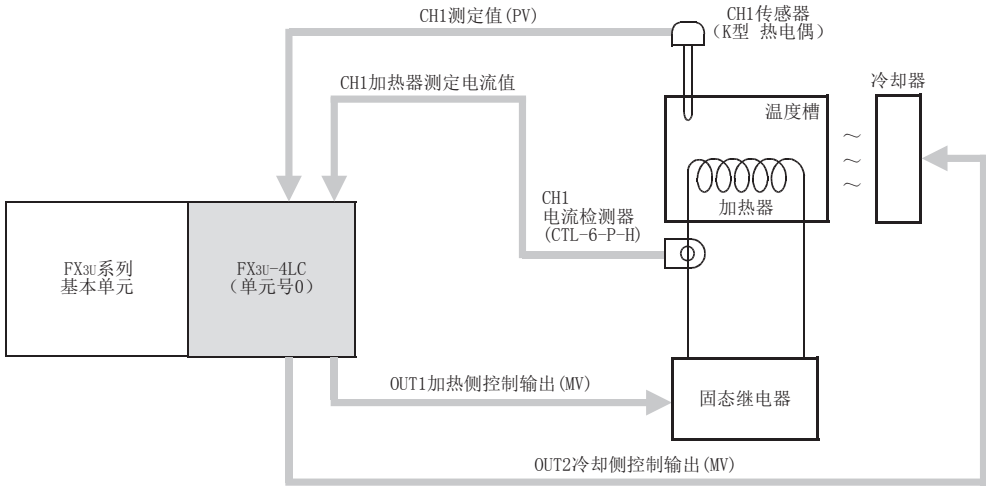 CH1测定值(PV)
CH1传感器
（K型 热电偶）
CH1加热器测定电流值
冷却器
温度槽
～
～
～
加热器
CH1
电流检测器
(CTL-6-P-H)
FX3U系列
基本单元
FX3U-4LC
（单元号0）
OUT1加热侧控制输出(MV)
固态继电器
OUT2冷却侧控制输出(MV)